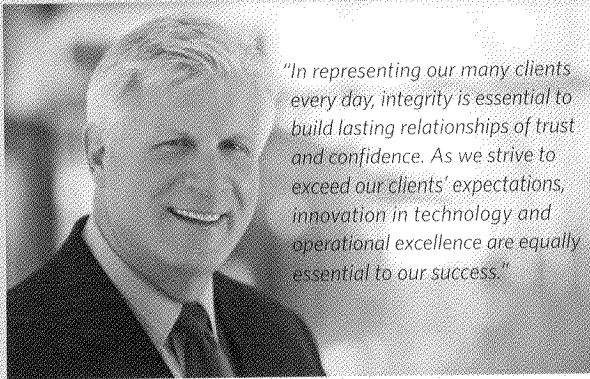 “In representing our many clients
every day, integrity is essential to
build lasting relationships of trust
and confidence. As we strive to
exceed our clients’ expectations,
innovation in technology and
operational excellence are equally
essential to our success.”